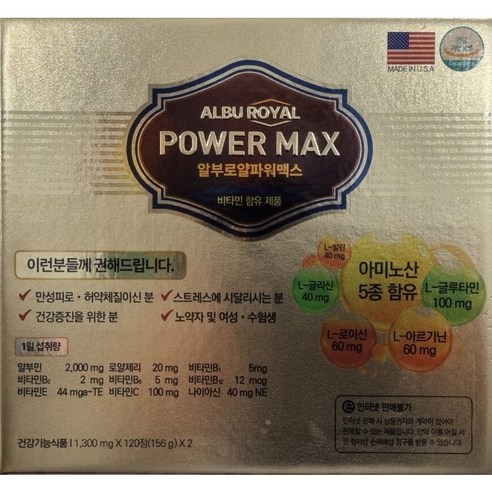 MADE IN U.S.A
ALBU ROYAL
POWER MAX
알부로얄파워맥스
비타민 함유 제품
이런분들께 권해드립니다.
만성피로·허약체질이신 분
스트레스에 시달리시는 분
건강증진을 위한 분
노약자 및 여성·수험생
L-발린
40 mg
L-글라신
40 mg
아미노산
5종 함유
L-글루타민
100 mg
L-로이신
60 mg
L-아르기닌
60 mg
1일 섭취량
알부민 2,000 mg 로얄제리 20 mg 비타민B₁ 5mg
비타민B₂ 2 mg 비타민B₆ 5 mg 비타민B₁₂ 12 mcg
비타민E 44 mga-TE 비타민C 100 mg 나이아신 40 mg NE
인터넷 판매불가
건강기능식품 I 1,300 mg X 120정(156 g) X 2